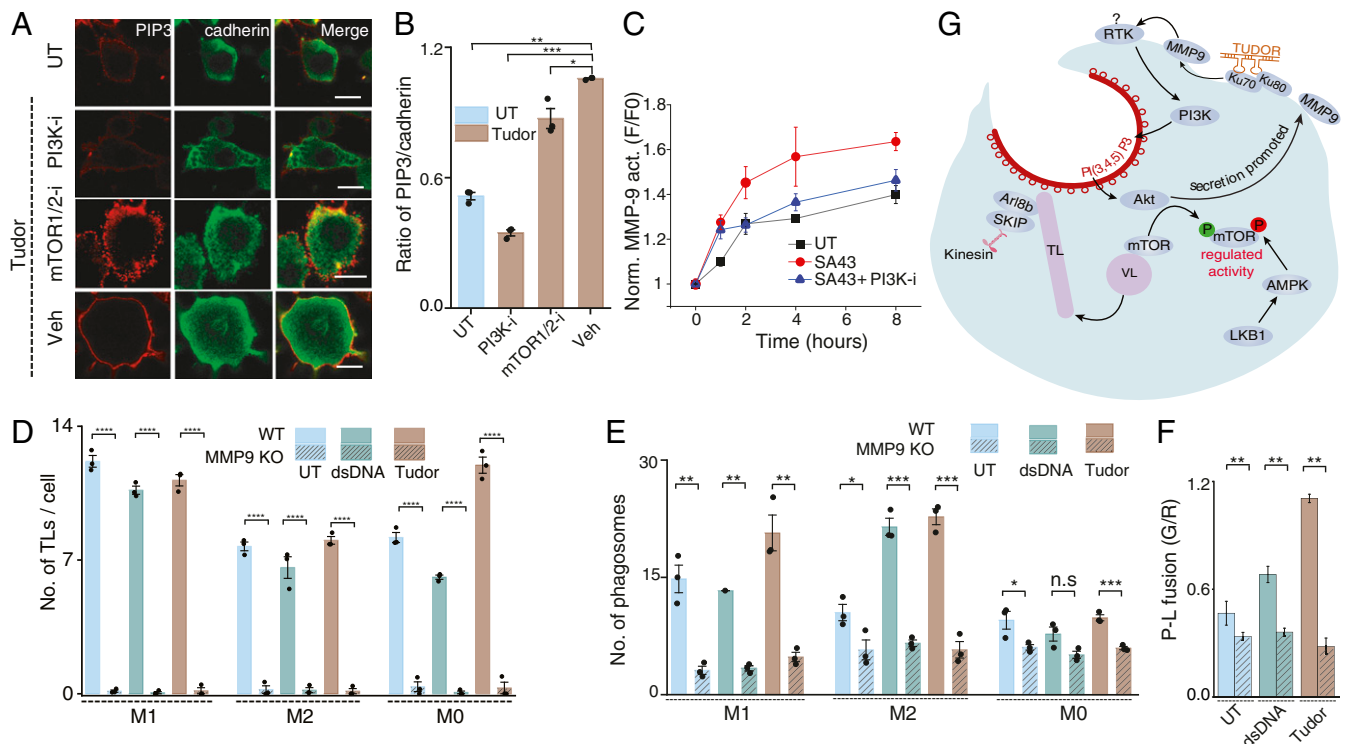 A
PIP3
cadherin
Merge
UT
PI3K-i
mTOR1/2-i
Veh
Tudor
B
Ratio of PIP3/cadherin
1.2
0.6
0.0
**
***
*
UT
Tudor
UT
PI3K-i
mTOR1/2-i
Veh
C
Norm. MMP-9 act. (F/F0)
1.8
1.6
1.4
1.2
1
UT
SA43
SA43+ PI3K-i
0
2
4
6
8
Time (hours)
G
?
RTK
MMP9
TUDOR
Ku70
Ku80
MMP9
PI3K
PI(3,4,5) P3
secretion promoted
Akt
Arl8b
SKIP
Kinesin
TL
mTOR
VL
P
P
mTOR
regulated
activity
AMPK
LKB1
D
No. of TLs / cell
14
7
0
WT
MMP9 KO
UT
dsDNA
Tudor
****
****
****
****
****
****
****
****
****
M1
M2
M0
E
No. of phagosomes
30
15
0
WT
MMP9 KO
UT
dsDNA
Tudor
**
**
**
*
***
***
*
n.s
***
M1
M2
M0
F
P-L fusion (G/R)
1.2
0.6
0.0
**
**
**
UT
dsDNA
Tudor